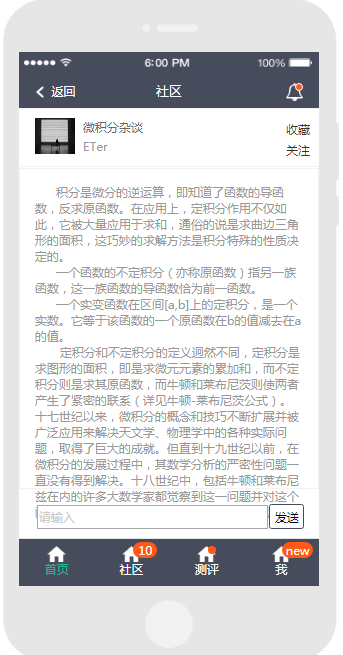 6:00 PM
100%
返回
社区
微积分杂谈
ETer
收藏
关注
积分是微分的逆运算，即知道了函数的导函
数，反求原函数。在应用上，定积分作用不仅如
此，它被大量应用于求和，通俗的说是求曲边三角
形的面积，这巧妙的求解方法是积分特殊的性质决
定的。
一个函数的不定积分（亦称原函数）指另一族
函数，这一族函数的导函数恰为前一函数。
一个实变函数在区间[a,b]上的定积分，是一个
实数。它等于该函数的一个原函数在b的值减去在a
的值。
定积分和不定积分的定义迥然不同，定积分是
求图形的面积，即是求微元元素的累加和，而不定
积分则是求其原函数，而牛顿和莱布尼茨则使两者
产生了紧密的联系（详见牛顿-莱布尼茨公式）。
十七世纪以来，微积分的概念和技巧不断扩展并被
广泛应用来解决天文学、物理学中的各种实际问
题，取得了巨大的成就。但直到十九世纪以前，在
微积分的发展过程中，其数学分析的严密性问题一
直没有得到解决。十八世纪中，包括牛顿和莱布尼
兹在内的许多大数学家都觉察到这一问题并对这个
请输入
发送
10
new
首页
社区
测评
我